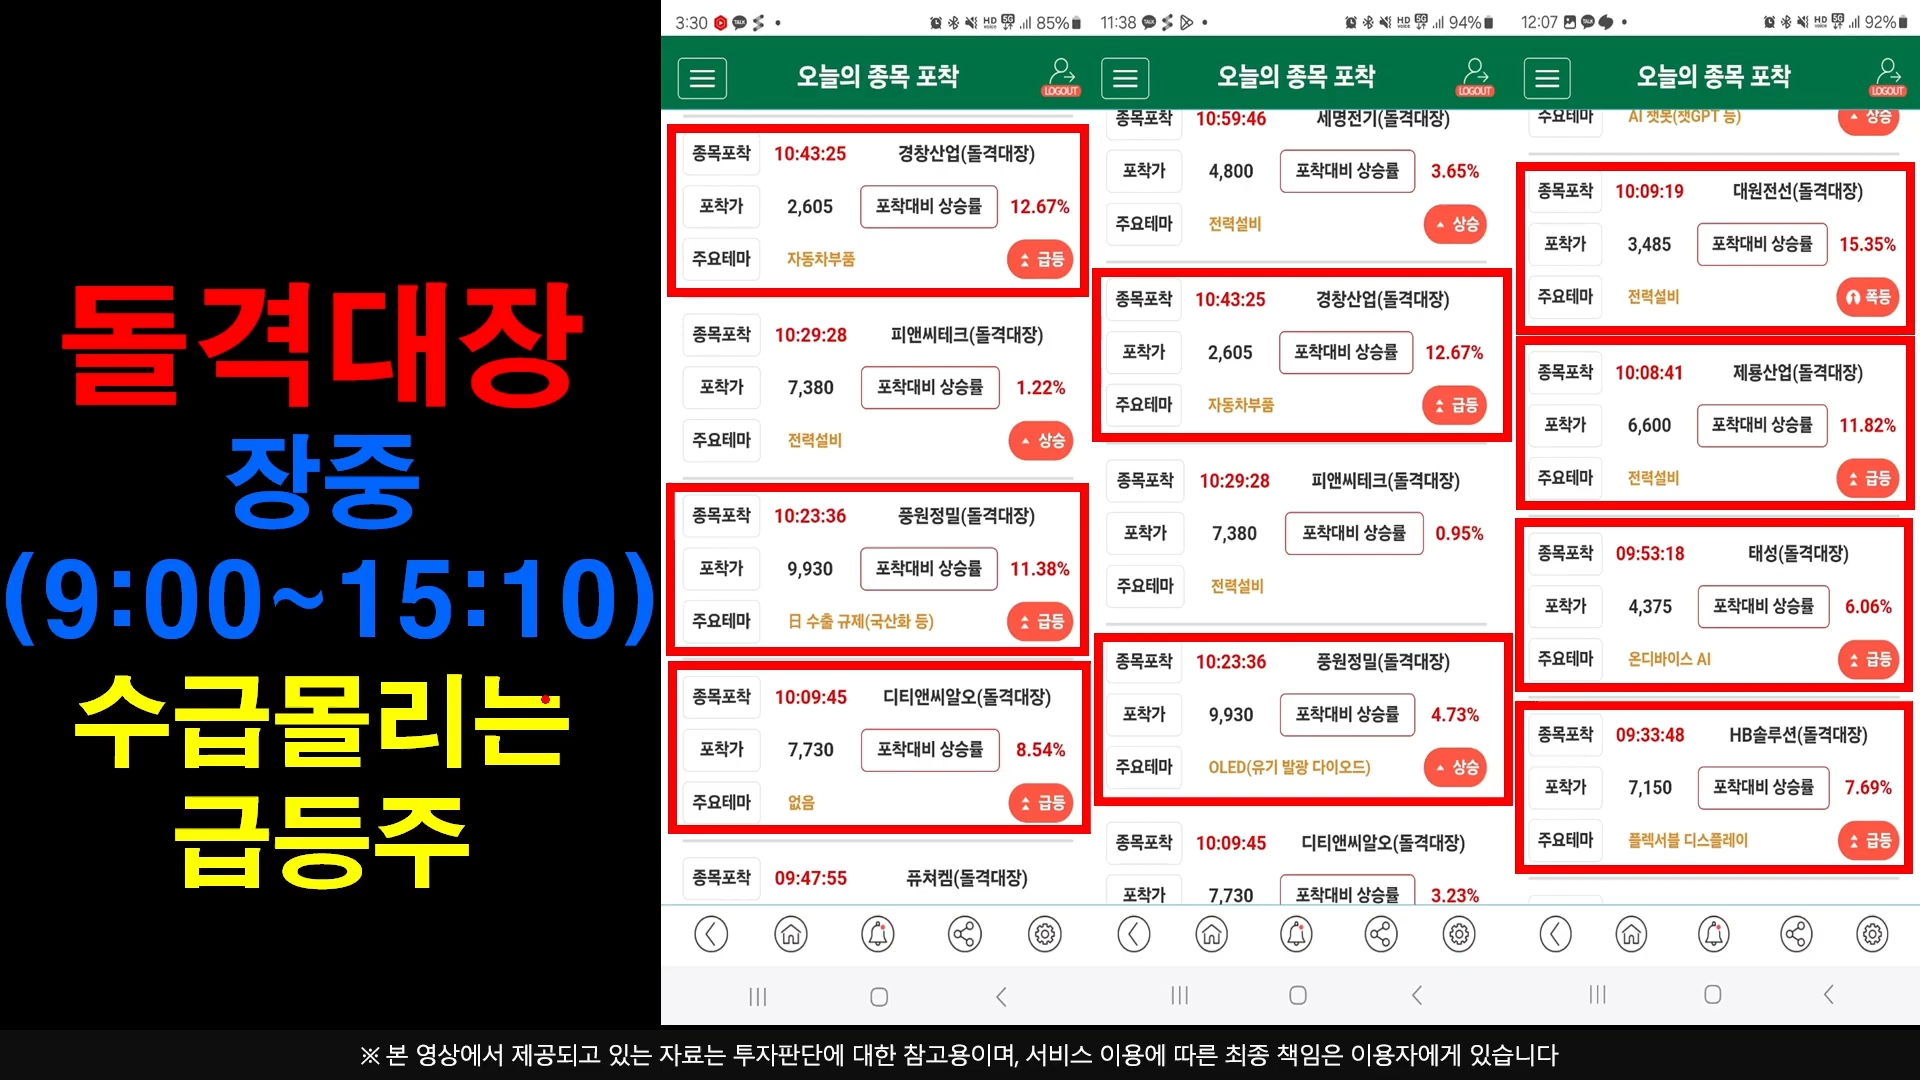 돌격대장
장중
(9:00~15:10)
수급몰리는
급등주
3:30 85%
오늘의 종목 포착
LOGOUT
종목포착 10:43:25 경창산업(돌격대장)
포착가 2,605 포착대비 상승률 12.67%
주요테마 자동차부품 급등
종목포착 10:29:28 피앤씨테크(돌격대장)
포착가 7,380 포착대비 상승률 1.22%
주요테마 전력설비 상승
종목포착 10:23:36 풍원정밀(돌격대장)
포착가 9,930 포착대비 상승률 11.38%
주요테마 日 수출 규제(국산화 등) 급등
종목포착 10:09:45 디티앤씨알오(돌격대장)
포착가 7,730 포착대비 상승률 8.54%
주요테마 없음 급등
종목포착 09:47:55 퓨쳐켐(돌격대장)
11:38 94%
오늘의 종목 포착
LOGOUT
종목포착 10:59:46 세명전기(돌격대장)
포착가 4,800 포착대비 상승률 3.65%
주요테마 전력설비 상승
종목포착 10:43:25 경창산업(돌격대장)
포착가 2,605 포착대비 상승률 12.67%
주요테마 자동차부품 급등
종목포착 10:29:28 피앤씨테크(돌격대장)
포착가 7,380 포착대비 상승률 0.95%
주요테마 전력설비
종목포착 10:23:36 풍원정밀(돌격대장)
포착가 9,930 포착대비 상승률 4.73%
주요테마 OLED(유기 발광 다이오드) 상승
종목포착 10:09:45 디티앤씨알오(돌격대장)
포착가 7,730 포착대비 상승률 3.23%
12:07 92%
오늘의 종목 포착
LOGOUT
주요테마 AI 챗봇(챗GPT 등) 상승
종목포착 10:09:19 대원전선(돌격대장)
포착가 3,485 포착대비 상승률 15.35%
주요테마 전력설비 폭등
종목포착 10:08:41 제룡산업(돌격대장)
포착가 6,600 포착대비 상승률 11.82%
주요테마 전력설비 급등
종목포착 09:53:18 태성(돌격대장)
포착가 4,375 포착대비 상승률 6.06%
주요테마 온디바이스 AI 급등
종목포착 09:33:48 HB솔루션(돌격대장)
포착가 7,150 포착대비 상승률 7.69%
주요테마 플렉서블 디스플레이 급등
※ 본 영상에서 제공되고 있는 자료는 투자판단에 대한 참고용이며, 서비스 이용에 따른 최종 책임은 이용자에게 있습니다